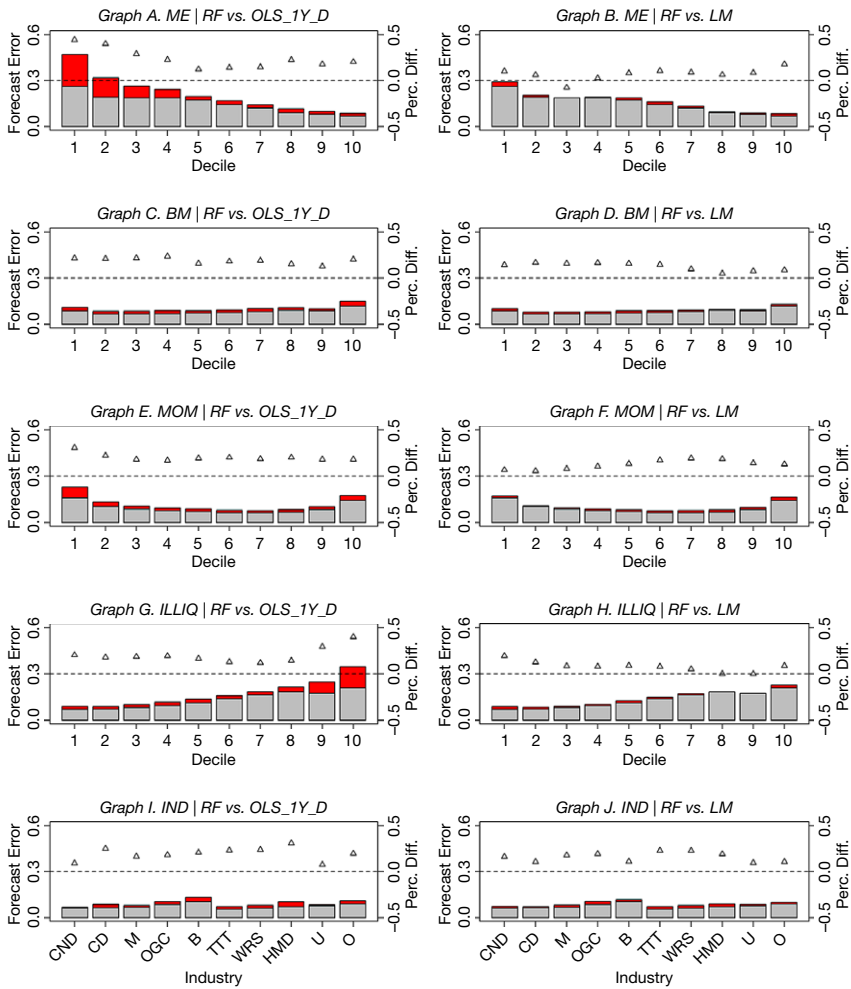 Graph A. ME | RF vs. OLS_1Y_D
Forecast Error
0.0 0.3 0.6
Perc. Diff.
−0.5 0.0 0.5
1 2 3 4 5 6 7 8 9 10
Decile
Graph B. ME | RF vs. LM
Forecast Error
0.0 0.3 0.6
Perc. Diff.
−0.5 0.0 0.5
1 2 3 4 5 6 7 8 9 10
Decile
Graph C. BM | RF vs. OLS_1Y_D
Forecast Error
0.0 0.3 0.6
Perc. Diff.
−0.5 0.0 0.5
1 2 3 4 5 6 7 8 9 10
Decile
Graph D. BM | RF vs. LM
Forecast Error
0.0 0.3 0.6
Perc. Diff.
−0.5 0.0 0.5
1 2 3 4 5 6 7 8 9 10
Decile
Graph E. MOM | RF vs. OLS_1Y_D
Forecast Error
0.0 0.3 0.6
Perc. Diff.
−0.5 0.0 0.5
1 2 3 4 5 6 7 8 9 10
Decile
Graph F. MOM | RF vs. LM
Forecast Error
0.0 0.3 0.6
Perc. Diff.
−0.5 0.0 0.5
1 2 3 4 5 6 7 8 9 10
Decile
Graph G. ILLIQ | RF vs. OLS_1Y_D
Forecast Error
0.0 0.3 0.6
Perc. Diff.
−0.5 0.0 0.5
1 2 3 4 5 6 7 8 9 10
Decile
Graph H. ILLIQ | RF vs. LM
Forecast Error
0.0 0.3 0.6
Perc. Diff.
−0.5 0.0 0.5
1 2 3 4 5 6 7 8 9 10
Decile
Graph I. IND | RF vs. OLS_1Y_D
Forecast Error
0.0 0.3 0.6
Perc. Diff.
−0.5 0.0 0.5
CND CD M OGC B TTT WRS HMD U O
Industry
Graph J. IND | RF vs. LM
Forecast Error
0.0 0.3 0.6
Perc. Diff.
−0.5 0.0 0.5
CND CD M OGC B TTT WRS HMD U O
Industry